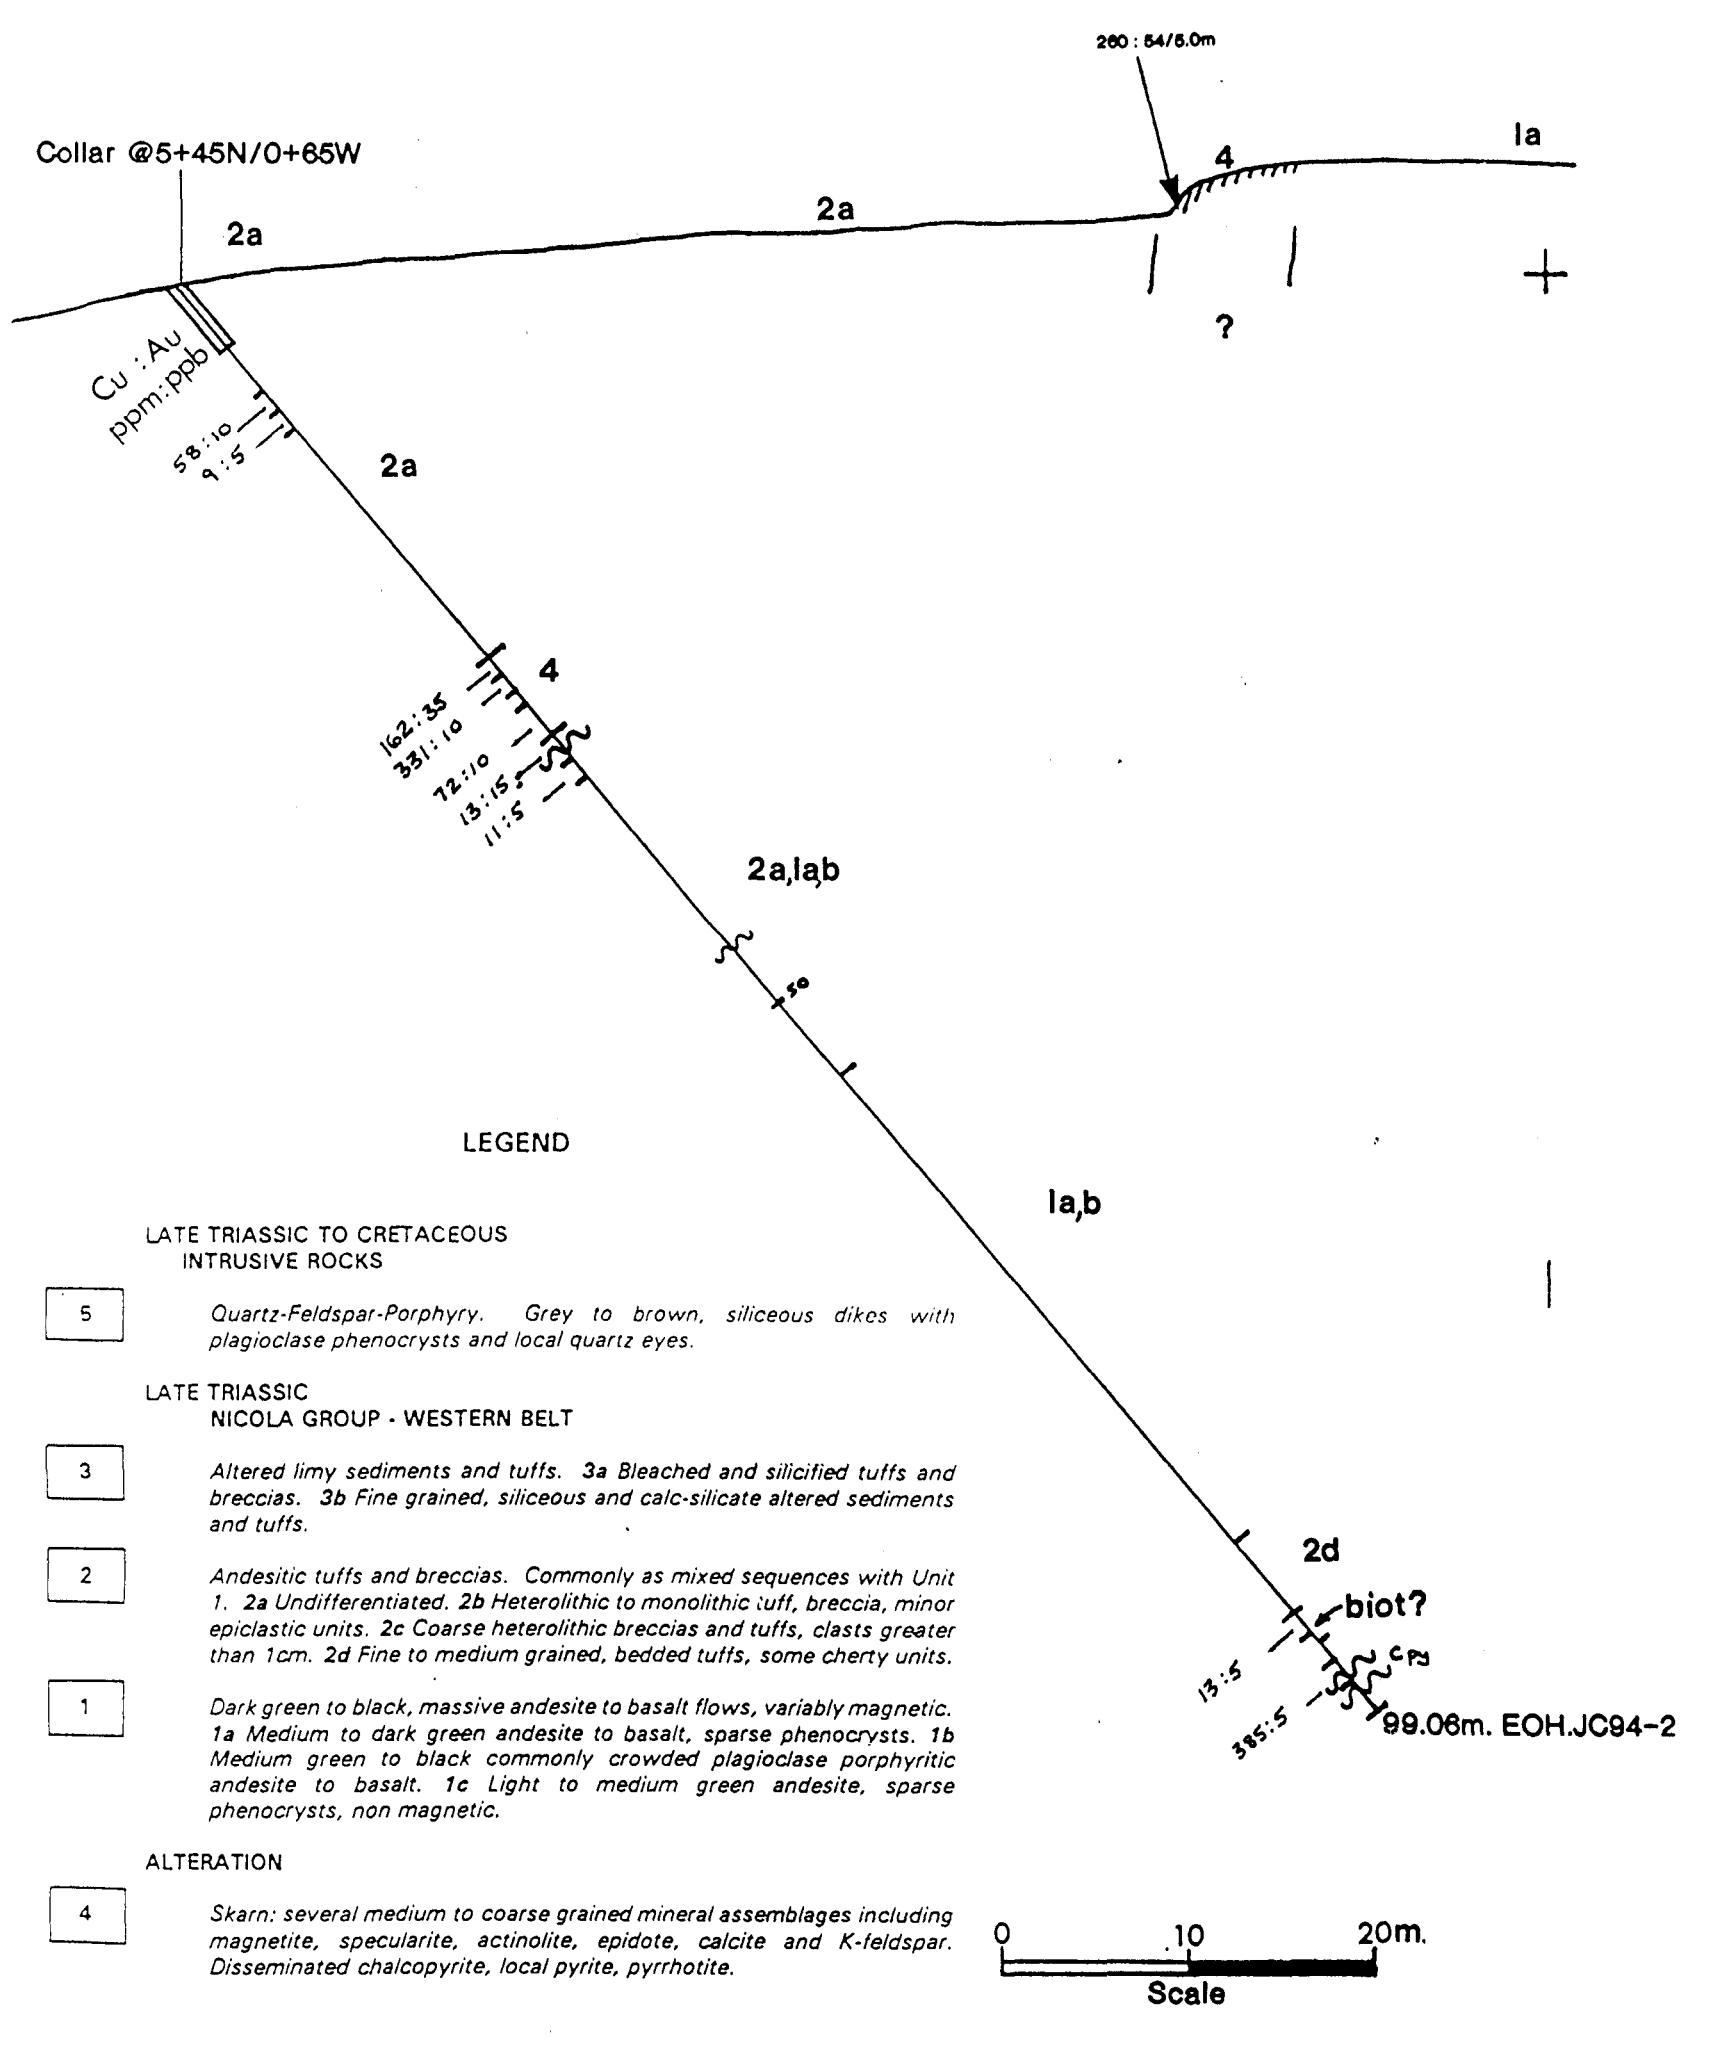 260 : 54/5.0m
Collar @5+45N/0+65W
4
1a
2a
2a
?
Cu : Au
ppm:ppb
58:10
9:5
2a
4
162:35
331:10
72:10
13:15
11:5
2a,1a,b
50
1a,b
2d
biot?
cpy
13:5
385:5
99.06m. EOH.JC94-2
LEGEND
LATE TRIASSIC TO CRETACEOUS
INTRUSIVE ROCKS
5
Quartz-Feldspar-Porphyry. Grey to brown, siliceous dikes with
plagioclase phenocrysts and local quartz eyes.
LATE TRIASSIC
NICOLA GROUP - WESTERN BELT
3
Altered limy sediments and tuffs. 3a Bleached and silicified tuffs and
breccias. 3b Fine grained, siliceous and calc-silicate altered sediments
and tuffs.
2
Andesitic tuffs and breccias. Commonly as mixed sequences with Unit
1. 2a Undifferentiated. 2b Heterolithic to monolithic tuff, breccia, minor
epiclastic units. 2c Coarse heterolithic breccias and tuffs, clasts greater
than 1cm. 2d Fine to medium grained, bedded tuffs, some cherty units.
1
Dark green to black, massive andesite to basalt flows, variably magnetic.
1a Medium to dark green andesite to basalt, sparse phenocrysts. 1b
Medium green to black commonly crowded plagioclase porphyritic
andesite to basalt. 1c Light to medium green andesite, sparse
phenocrysts, non magnetic.
ALTERATION
4
Skarn: several medium to coarse grained mineral assemblages including
magnetite, specularite, actinolite, epidote, calcite and K-feldspar.
Disseminated chalcopyrite, local pyrite, pyrrhotite.
0 10 20m.
Scale